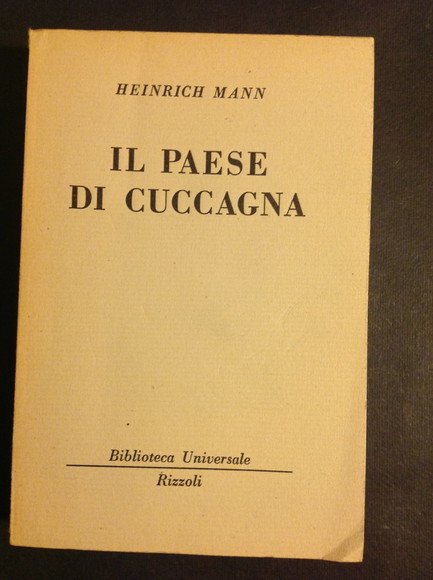 HEINRICH MANN
IL PAESE
DI CUCCAGNA
Biblioteca Universale
Rizzoli